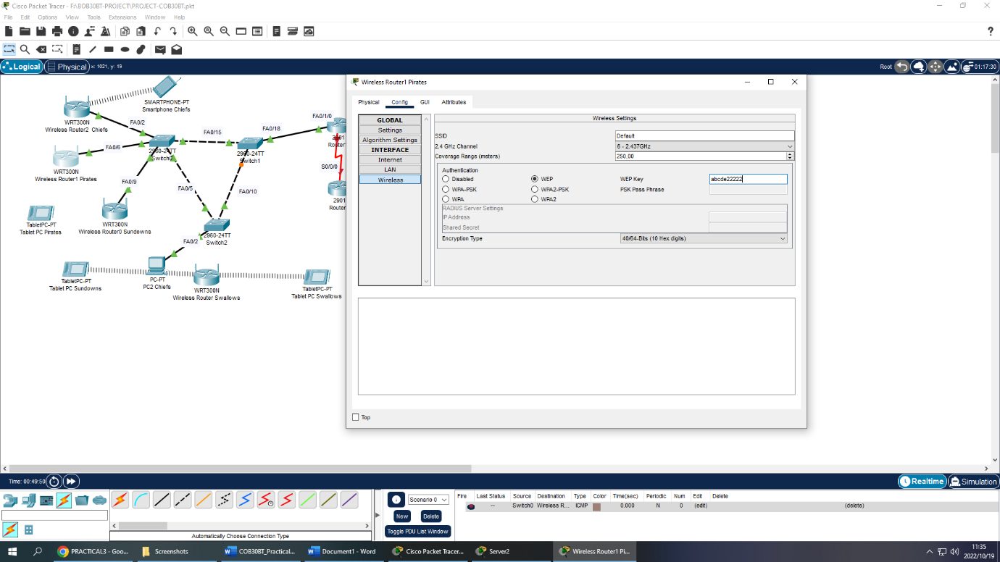 Cisco Packet Tracer - F:\BOB30BT-PROJECT\PROJECT-COB30BT.pkt
File Edit Options View Tools Extensions Window Help
?
Logical Physical x: 1021, y: 19
Root 01:17:30
SMARTPHONE-PT
Smartphone Chiefs
WRT300N
Wireless Router2 Chiefs
FA0/2
FA0/15
FA0/18
FA0/1/0
2901
Router
FA0/6
2960-24TT
Switch0
2960-24TT
Switch1
WRT300N
Wireless Router1 Pirates
FA0/9
FA0/5
FA0/10
S0/0/0
2901
Router
TabletPC-PT
Tablet PC Pirates
WRT300N
Wireless Router0 Sundowns
2960-24TT
Switch2
FA0/2
TabletPC-PT
Tablet PC Sundowns
PC-PT
PC2 Chiefs
WRT300N
Wireless Router Swallows
TabletPC-PT
Tablet PC Swallows
Wireless Router1 Pirates
Physical Config GUI Attributes
GLOBAL
Settings
Algorithm Settings
INTERFACE
Internet
LAN
Wireless
Wireless Settings
SSID Default
2.4 GHz Channel 6 - 2.437GHz
Coverage Range (meters) 250,00
Authentication
Disabled WEP WEP Key abcde22222
WPA-PSK WPA2-PSK PSK Pass Phrase
WPA WPA2
RADIUS Server Settings
IP Address
Shared Secret
Encryption Type 40/64-Bits (10 Hex digits)
Top
Time: 00:49:50
Realtime Simulation
Automatically Choose Connection Type
Scenario 0
New Delete
Toggle PDU List Window
Fire Last Status Source Destination Type Color Time(sec) Periodic Num Edit Delete
-- Switch0 Wireless R... ICMP 0.000 N 0 (edit) (delete)
PRACTICAL3 - Goo...
Screenshots
COB30BT_Practical...
Document1 - Word
Cisco Packet Tracer...
Server2
Wireless Router1 Pi...
11:35
2022/10/19